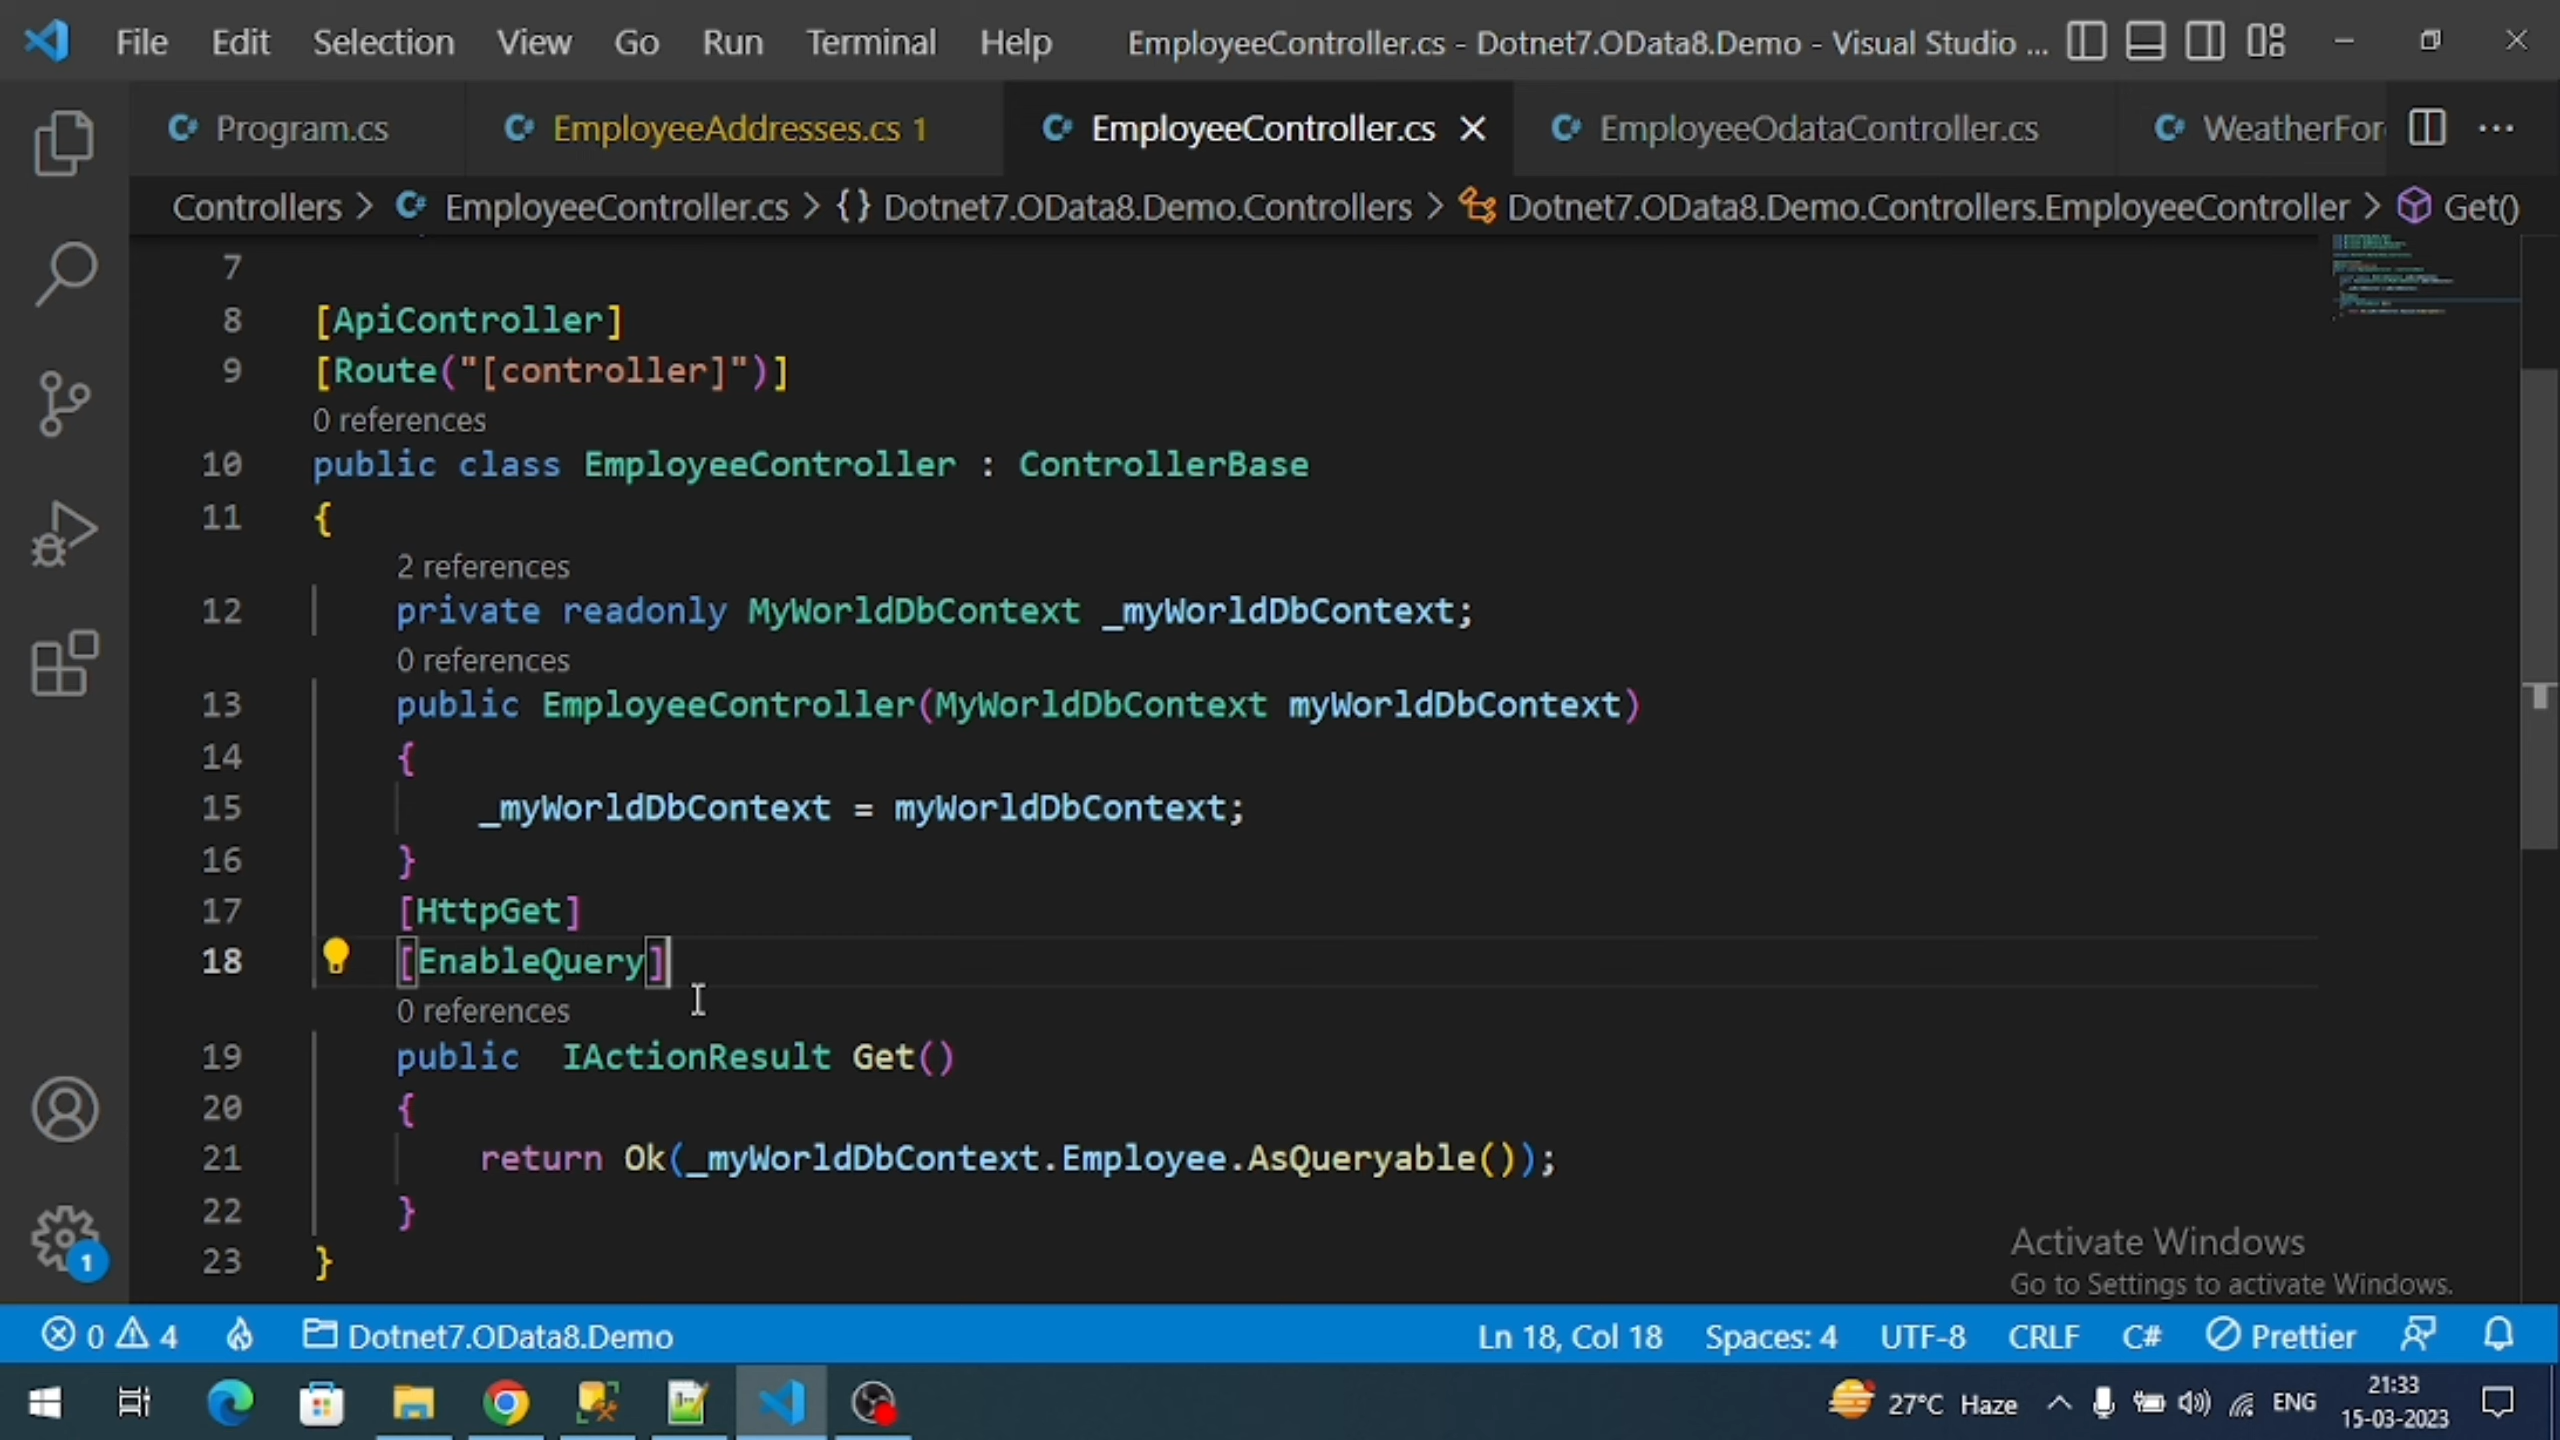 File Edit Selection View Go Run Terminal Help EmployeeController.cs - Dotnet7.OData8.Demo - Visual Studio ...
Program.cs EmployeeAddresses.cs 1 EmployeeController.cs EmployeeOdataController.cs WeatherFor
Controllers > EmployeeController.cs > {} Dotnet7.OData8.Demo.Controllers > Dotnet7.OData8.Demo.Controllers.EmployeeController > Get()
7
8 [ApiController]
9 [Route("[controller]")]
0 references
10 public class EmployeeController : ControllerBase
11 {
2 references
12 private readonly MyWorldDbContext _myWorldDbContext;
0 references
13 public EmployeeController(MyWorldDbContext myWorldDbContext)
14 {
15 _myWorldDbContext = myWorldDbContext;
16 }
17 [HttpGet]
18 [EnableQuery]
0 references
19 public  IActionResult Get()
20 {
21 return Ok(_myWorldDbContext.Employee.AsQueryable());
22 }
23 }
Activate Windows
Go to Settings to activate Windows.
0 4 Dotnet7.OData8.Demo Ln 18, Col 18 Spaces: 4 UTF-8 CRLF C# Prettier
1
27°C Haze ENG 21:33
15-03-2023